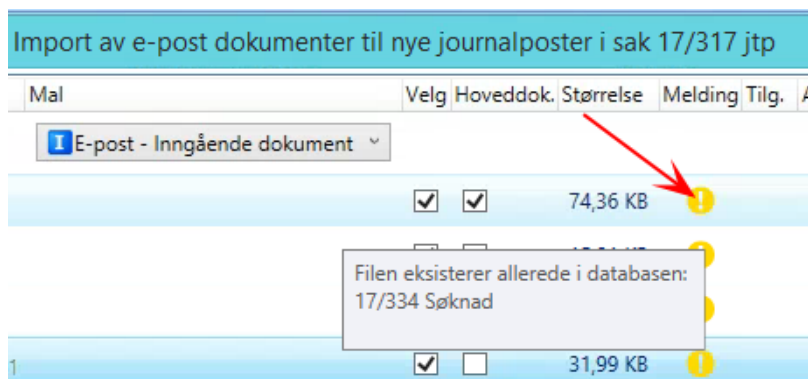 Import av e-post dokumenter til nye journalposter i sak 17/317 jtp
Mal Velg Hoveddok. Størrelse Melding Tilg.
I E-post - Inngående dokument
74,36 KB
Filen eksisterer allerede i databasen:
17/334 Søknad
1 31,99 KB